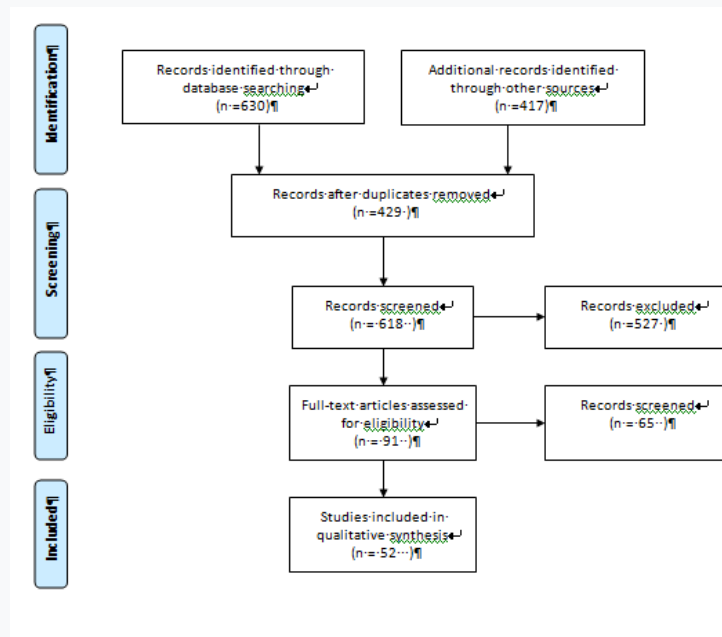 Identification¶
Records·identified·through·
database·searching↵
(n·=630)¶
Additional·records·identified·
through·other·sources↵
(n·=417)¶
Records·after·duplicates·removed↵
(n·=429·)¶
Screening¶
Records·screened↵
(n·=·618··)¶
Records·excluded↵
(n·=527·)¶
Eligibility¶
Full-text·articles·assessed·
for·eligibility↵
(n·=·91··)¶
Records·screened↵
(n·=·65··)¶
Included¶
Studies·included·in·
qualitative·synthesis↵
(n·=·52···)¶